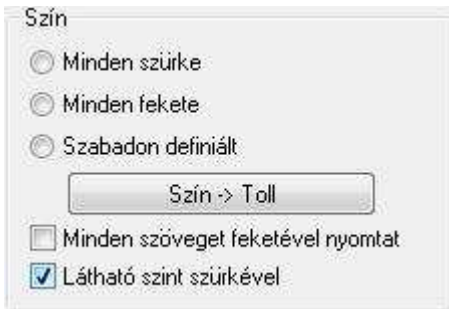 Szín
Minden szürke
Minden fekete
Szabadon definiált
Szín -> Toll
Minden szöveget feketével nyomtat
Látható szint szürkével